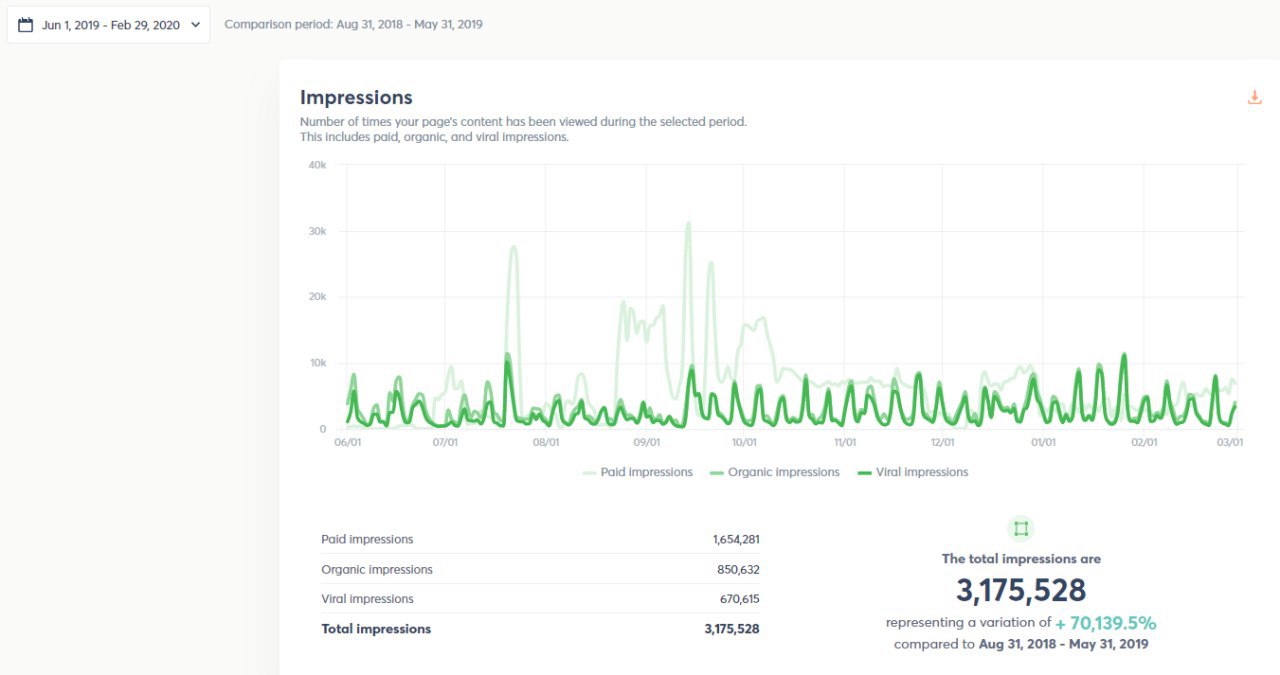 Jun 1, 2019 - Feb 29, 2020 Comparison period: Aug 31, 2018 - May 31, 2019
Impressions
Number of times your page's content has been viewed during the selected period.
This includes paid, organic, and viral impressions.
40k
30k
20k
10k
0
06/01 07/01 08/01 09/01 10/01 11/01 12/01 01/01 02/01 03/01
Paid impressions Organic impressions Viral impressions
Paid impressions 1,654,281
Organic impressions 850,632
Viral impressions 670,615
Total impressions 3,175,528
The total impressions are
3,175,528
representing a variation of + 70,139.5%
compared to Aug 31, 2018 - May 31, 2019